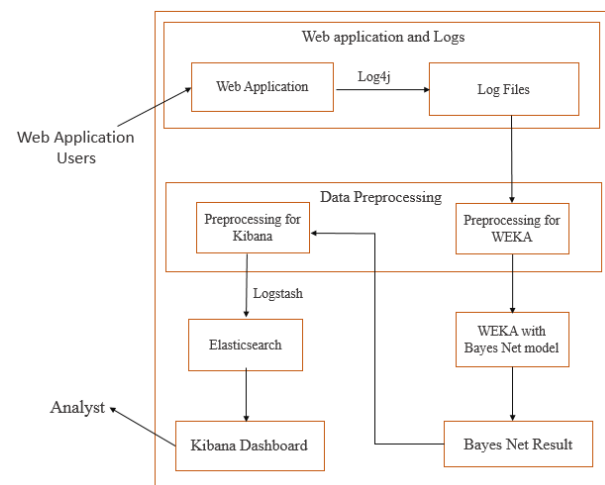 Web application and Logs
Web Application
Log4j
Log Files
Web Application
Users
Data Preprocessing
Preprocessing for
Kibana
Preprocessing for
WEKA
Logstash
Elasticsearch
WEKA with
Bayes Net model
Analyst
Kibana Dashboard
Bayes Net Result